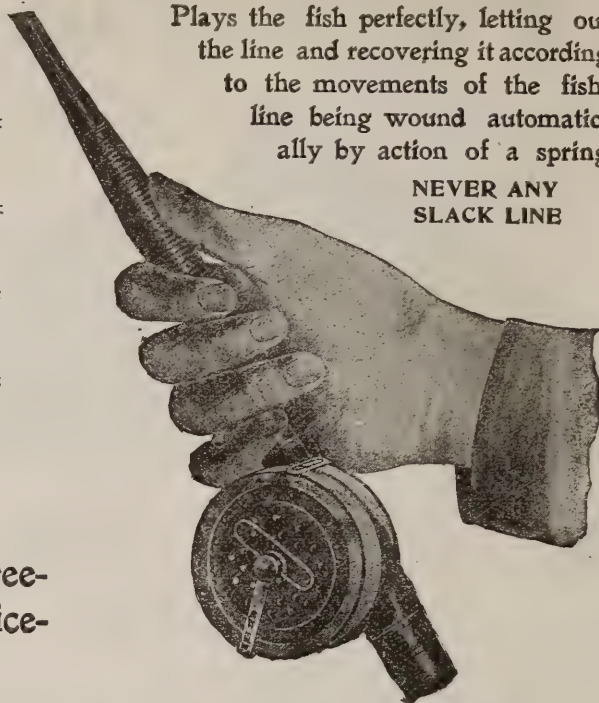 Plays the fish perfectly, letting ou
the line and recovering it according
to the movements of the fish
line being wound automatic
ally by action of a spring
NEVER ANY
SLACK LINE
ree-
ice-